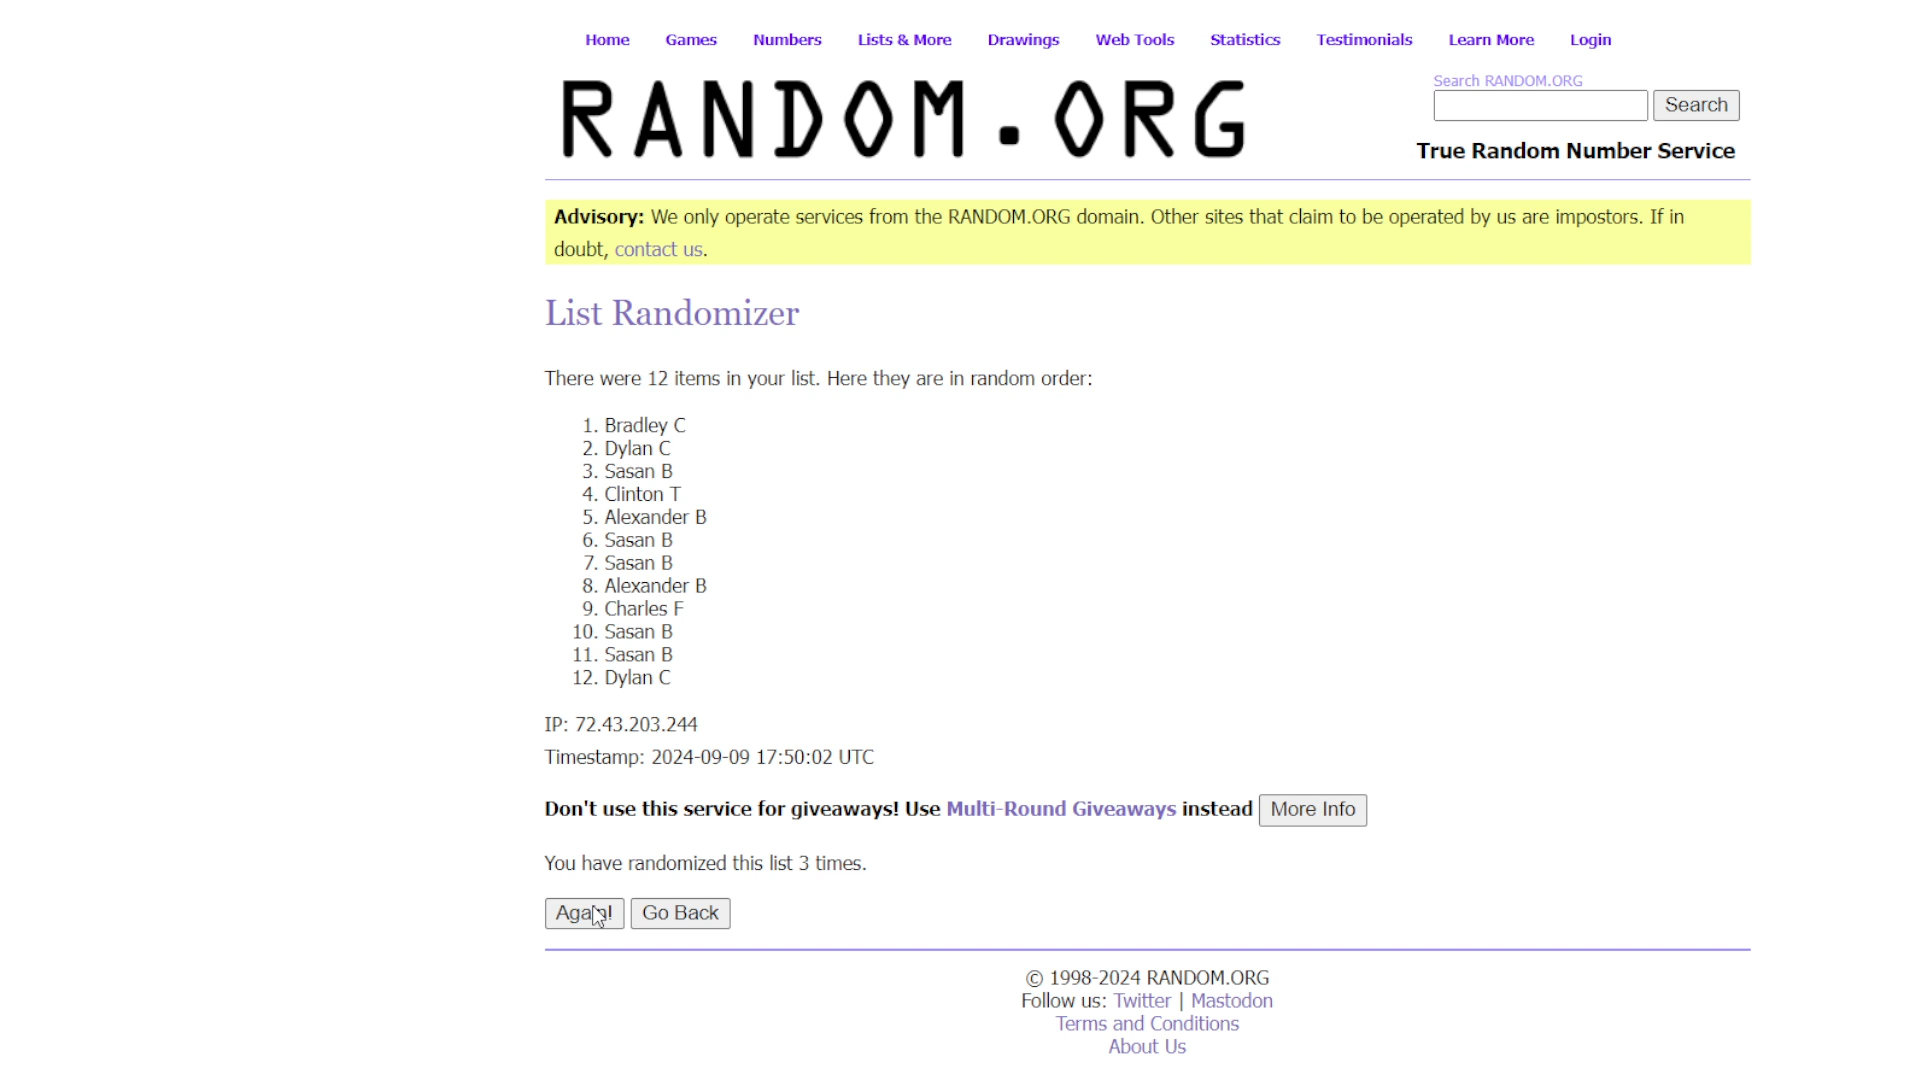 Home Games Numbers Lists & More Drawings Web Tools Statistics Testimonials Learn More Login
RANDOM.ORG
Search RANDOM.ORG
Search
True Random Number Service
Advisory: We only operate services from the RANDOM.ORG domain. Other sites that claim to be operated by us are impostors. If in
doubt, contact us.
List Randomizer
There were 12 items in your list. Here they are in random order:
1. Bradley C
2. Dylan C
3. Sasan B
4. Clinton T
5. Alexander B
6. Sasan B
7. Sasan B
8. Alexander B
9. Charles F
10. Sasan B
11. Sasan B
12. Dylan C
IP: 72.43.203.244
Timestamp: 2024-09-09 17:50:02 UTC
Don't use this service for giveaways! Use Multi-Round Giveaways instead More Info
You have randomized this list 3 times.
Again! Go Back
© 1998-2024 RANDOM.ORG
Follow us: Twitter | Mastodon
Terms and Conditions
About Us